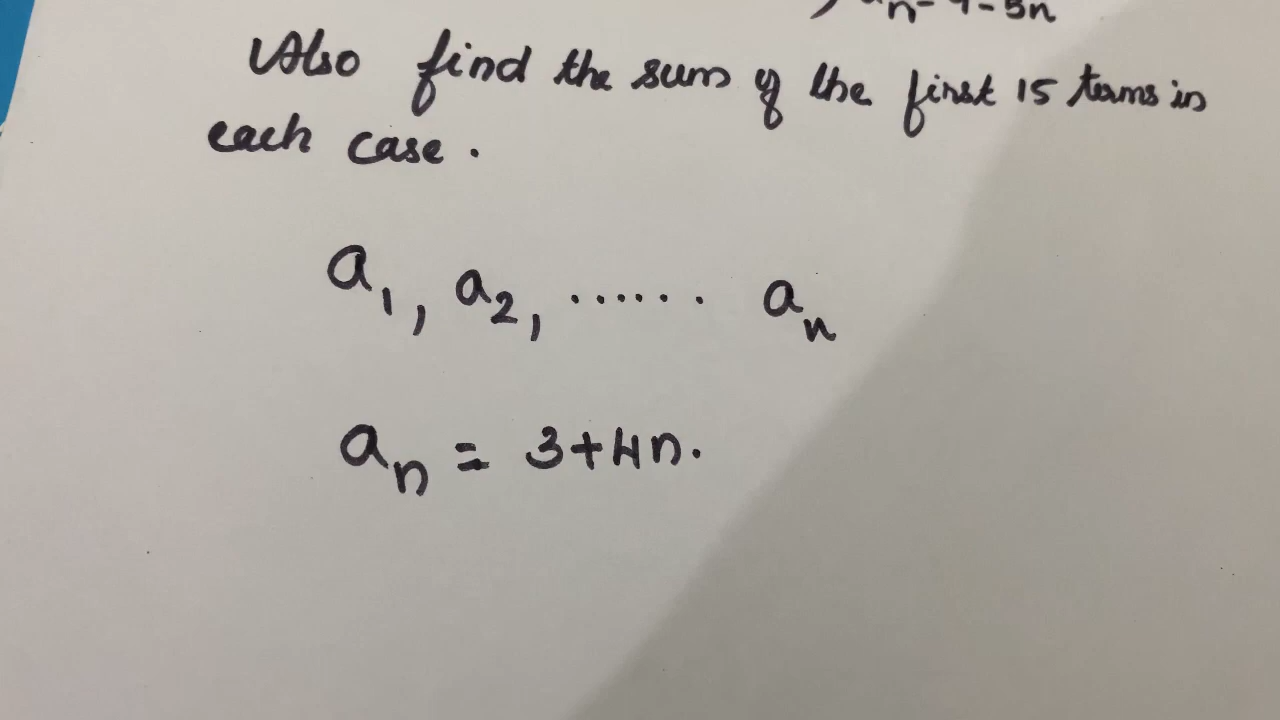 Also find the sum of the first 15 terms in
each case.
a₁, a₂, ...... aₙ
aₙ = 3+4n.